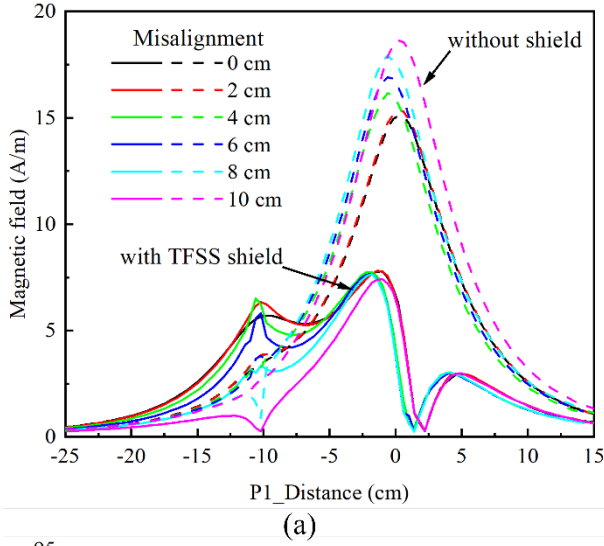 20
15
10
5
0
Magnetic field (A/m)
Misalignment
0 cm
2 cm
4 cm
6 cm
8 cm
10 cm
without shield
with TFSS shield
-25 -20 -15 -10 -5 0 5 10 15
P1_Distance (cm)
(a)